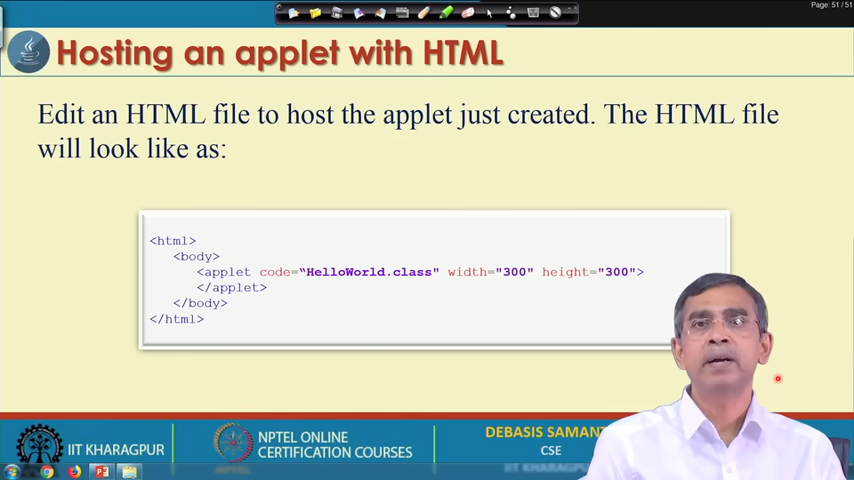 Page: 51 / 51
Hosting an applet with HTML
Edit an HTML file to host the applet just created. The HTML file
will look like as:
<html>
<body>
<applet code=“HelloWorld.class" width="300" height="300">
</applet>
</body>
</html>
IIT KHARAGPUR
NPTEL ONLINE
CERTIFICATION COURSES
DEBASIS SAMANT
CSE